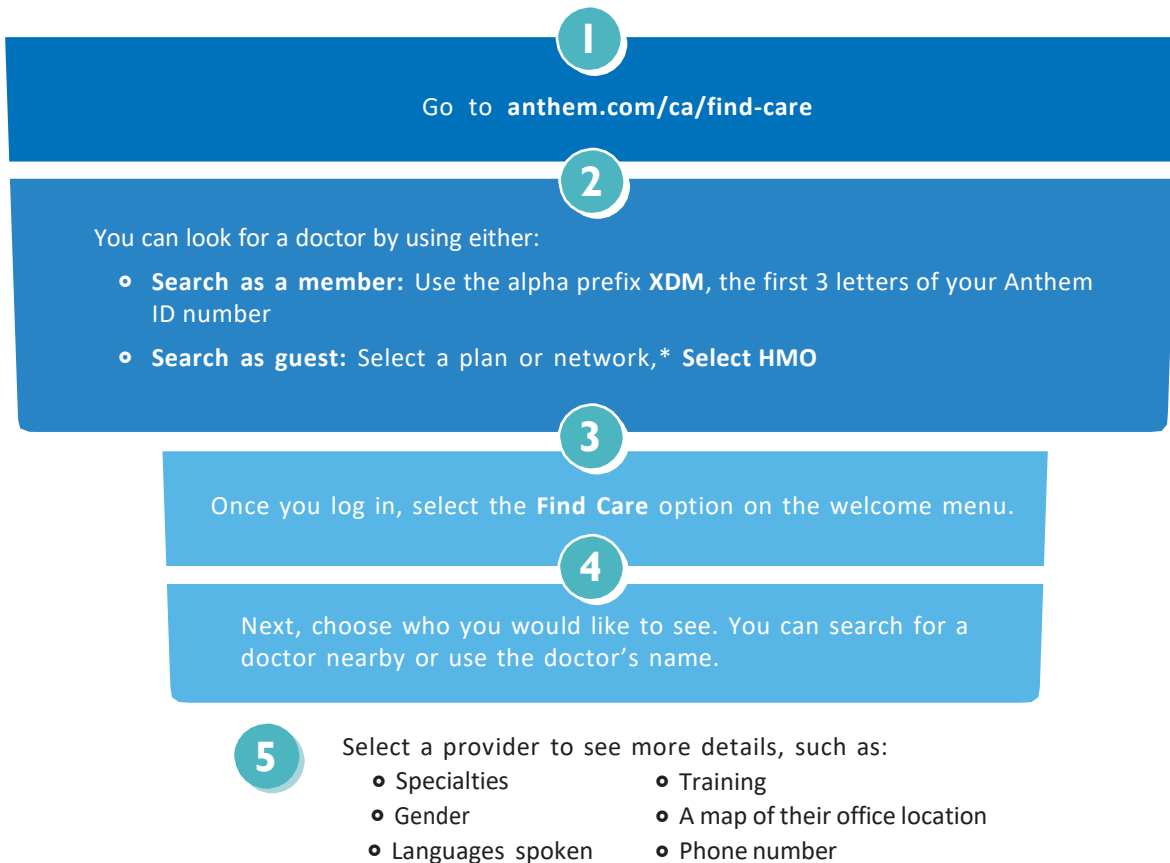 1
Go to anthem.com/ca/find-care
2
You can look for a doctor by using either:
Search as a member: Use the alpha prefix XDM, the first 3 letters of your Anthem
ID number
Search as guest: Select a plan or network,* Select HMO
3
Once you log in, select the Find Care option on the welcome menu.
4
Next, choose who you would like to see. You can search for a
doctor nearby or use the doctor’s name.
5
Select a provider to see more details, such as:
Specialties
Gender
Languages spoken
Training
A map of their office location
Phone number